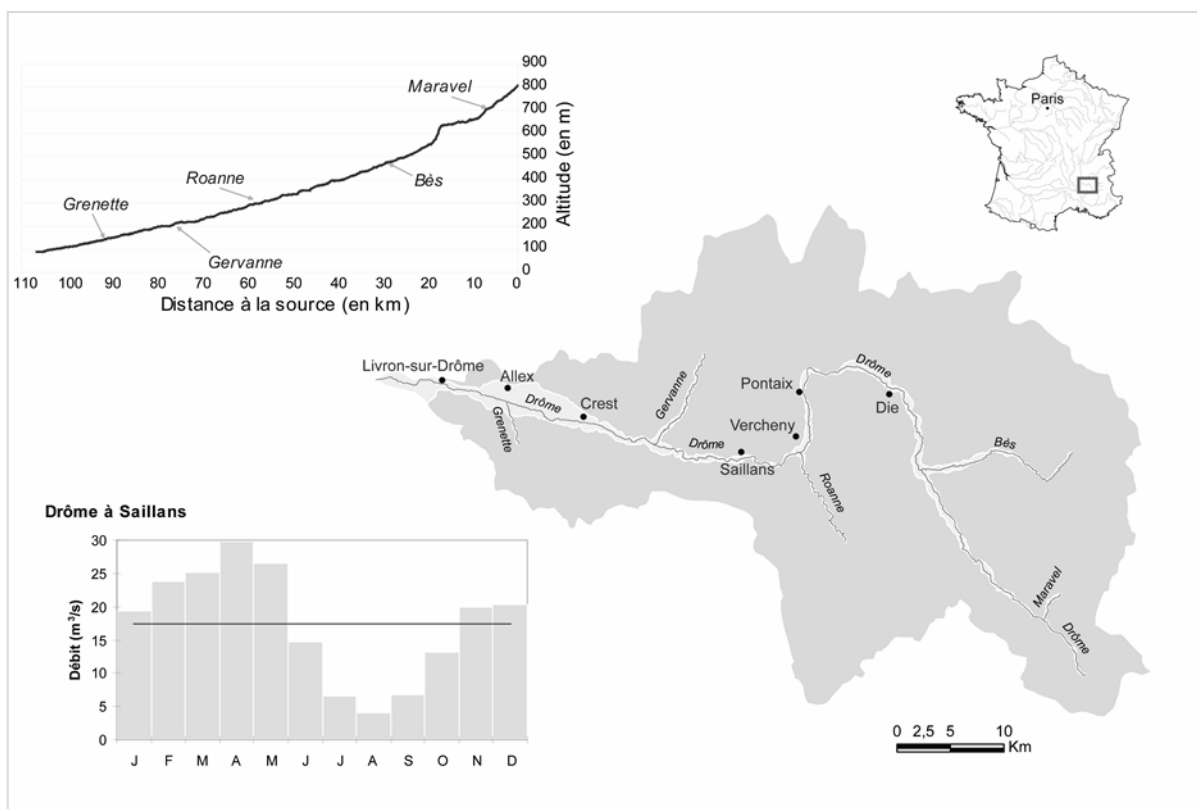 900
800
700
600
500
400
300
200
100
0
Altitude (en m)
Maravel
Bès
Roanne
Gervanne
Grenette
110 100 90 80 70 60 50 40 30 20 10 0
Distance à la source (en km)
Paris
Livron-sur-Drôme
Allex
Drôme
Crest
Grenette
Gervanne
Drôme
Saillans
Vercheny
Pontaix
Roanne
Drôme
Die
Bès
Maravel
Drôme
Drôme à Saillans
30
25
20
15
10
5
0
Débit (m³/s)
J F M A M J J A S O N D
0 2,5 5 10
Km